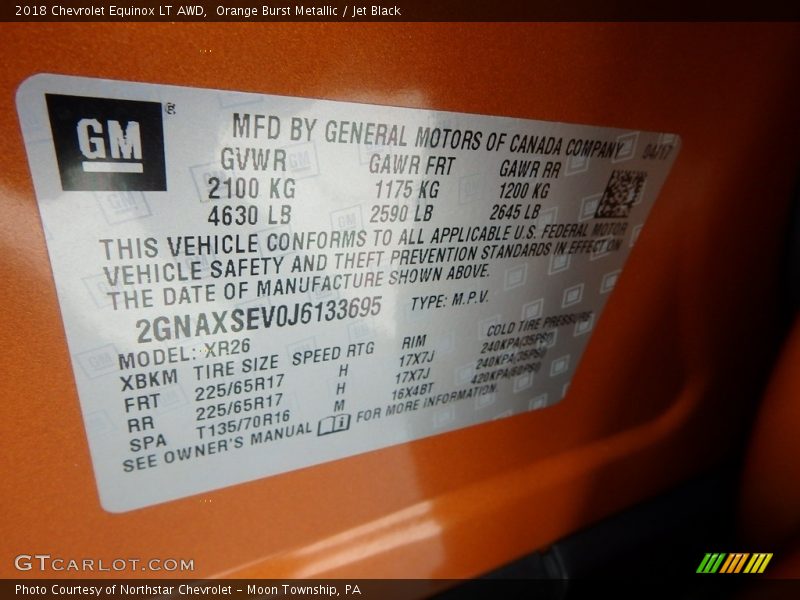 2018 Chevrolet Equinox LT AWD,  Orange Burst Metallic / Jet Black
GM ®
MFD BY GENERAL MOTORS OF CANADA COMPANY 04/17
GVWR GAWR FRT GAWR RR
2100 KG 1175 KG 1200 KG
4630 LB 2590 LB 2645 LB
THIS VEHICLE CONFORMS TO ALL APPLICABLE U.S. FEDERAL MOTOR
VEHICLE SAFETY AND THEFT PREVENTION STANDARDS IN EFFECT ON
THE DATE OF MANUFACTURE SHOWN ABOVE.
2GNAXSEV0J6133695 TYPE: M.P.V.
MODEL: XR26
XBKM TIRE SIZE SPEED RTG RIM COLD TIRE PRESSURE
FRT 225/65R17 H 17X7J 240KPA(35PSI)
RR 225/65R17 H 17X7J 240KPA(35PSI)
SPA T135/70R16 M 16X4BT 420KPA(60PSI)
SEE OWNER'S MANUAL FOR MORE INFORMATION.
GTCARLOT.COM
Photo Courtesy of Northstar Chevrolet - Moon Township, PA